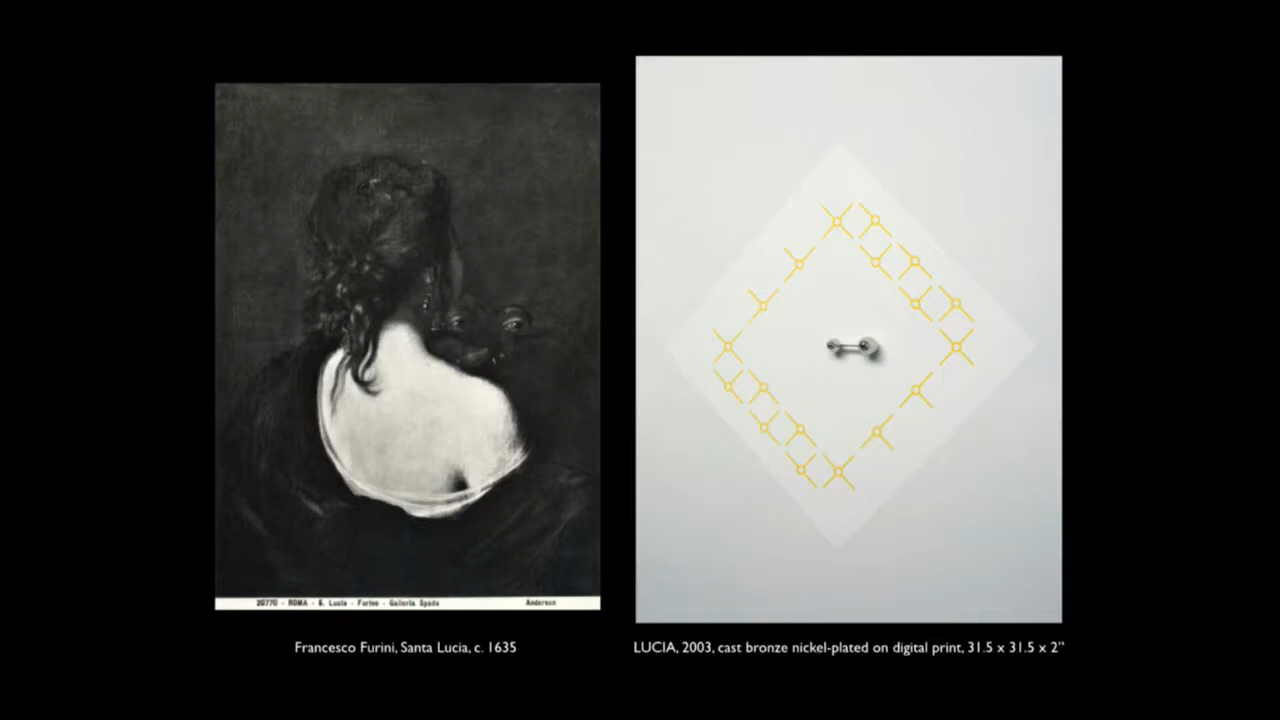 20770 - ROMA - S. Lucia - Furino - Galleria Spada Anderson
Francesco Furini, Santa Lucia, c. 1635
LUCIA, 2003, cast bronze nickel-plated on digital print, 31.5 x 31.5 x 2"